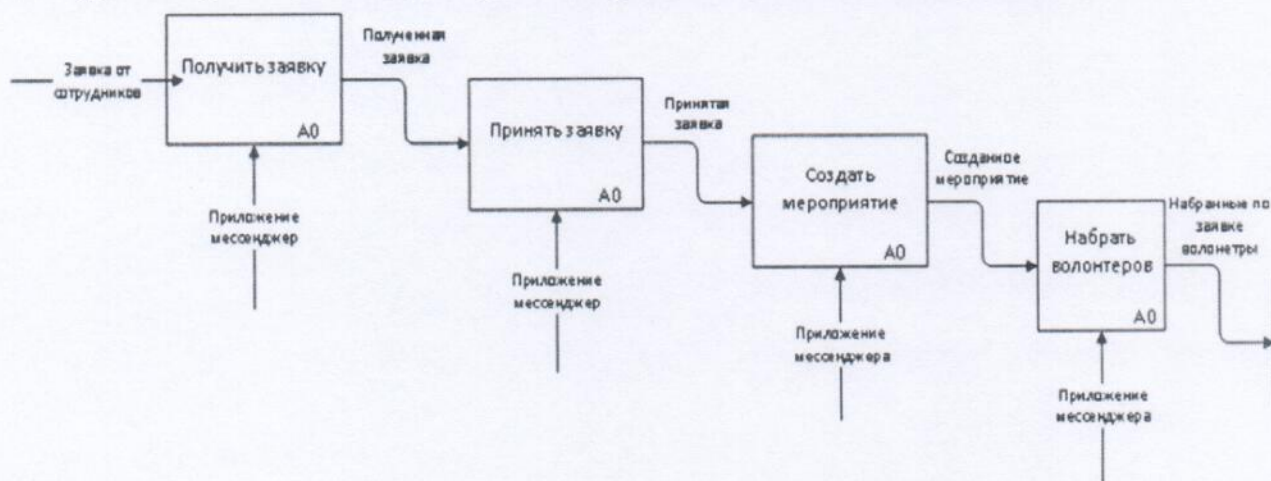 Заявка от
сотрудников
Получить заявку
A0
Полученная
заявка
Приложение
мессенджер
Принять заявку
A0
Принятая
заявка
Приложение
мессенджер
Создать
мероприятие
A0
Созданное
мероприятие
Приложение
мессенджера
Набрать
волонтеров
A0
Набранные по
заявке
волонетры
Приложение
мессенджера